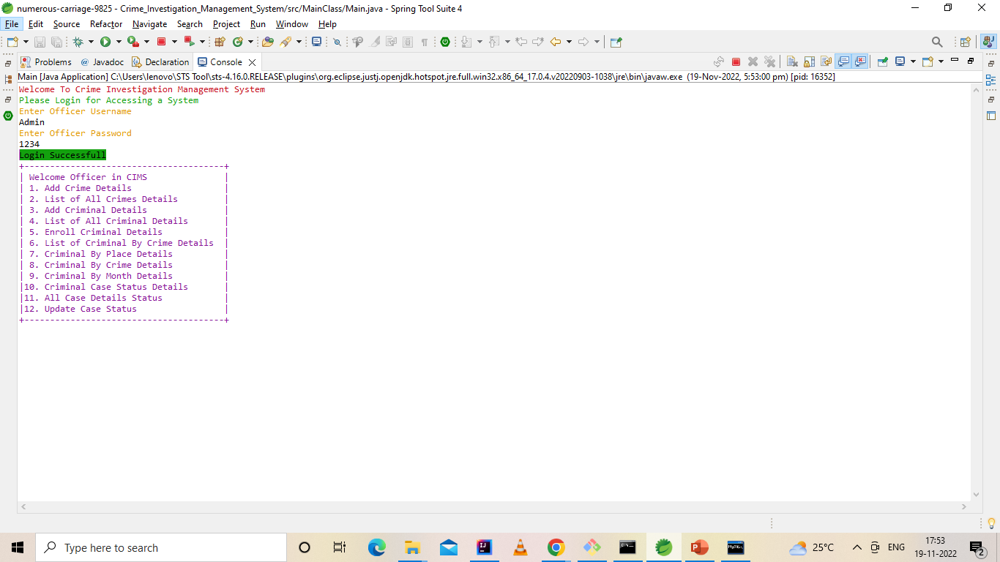 numerous-carriage-9825 - Crime_Investigation_Management_System/src/MainClass/Main.java - Spring Tool Suite 4
File Edit Source Refactor Navigate Search Project Run Window Help
Problems @ Javadoc Declaration Console
Main [Java Application] C:\Users\lenovo\STS Tool\sts-4.16.0.RELEASE\plugins\org.eclipse.justj.openjdk.hotspot.jre.full.win32.x86_64_17.0.4.v20220903-1038\jre\bin\javaw.exe (19-Nov-2022, 5:53:00 pm) [pid: 16352]
Welcome To Crime Investigation Management System
Please Login for Accessing a System
Enter Officer Username
Admin
Enter Officer Password
1234
Login Successfull
+---------------------------------------+
| Welcome Officer in CIMS               |
| 1. Add Crime Details                  |
| 2. List of All Crimes Details         |
| 3. Add Criminal Details               |
| 4. List of All Criminal Details       |
| 5. Enroll Criminal Details            |
| 6. List of Criminal By Crime Details  |
| 7. Criminal By Place Details          |
| 8. Criminal By Crime Details          |
| 9. Criminal By Month Details          |
|10. Criminal Case Status Details       |
|11. All Case Details Status            |
|12. Update Case Status                 |
+---------------------------------------+
Type here to search
25°C
ENG
17:53
19-11-2022
2